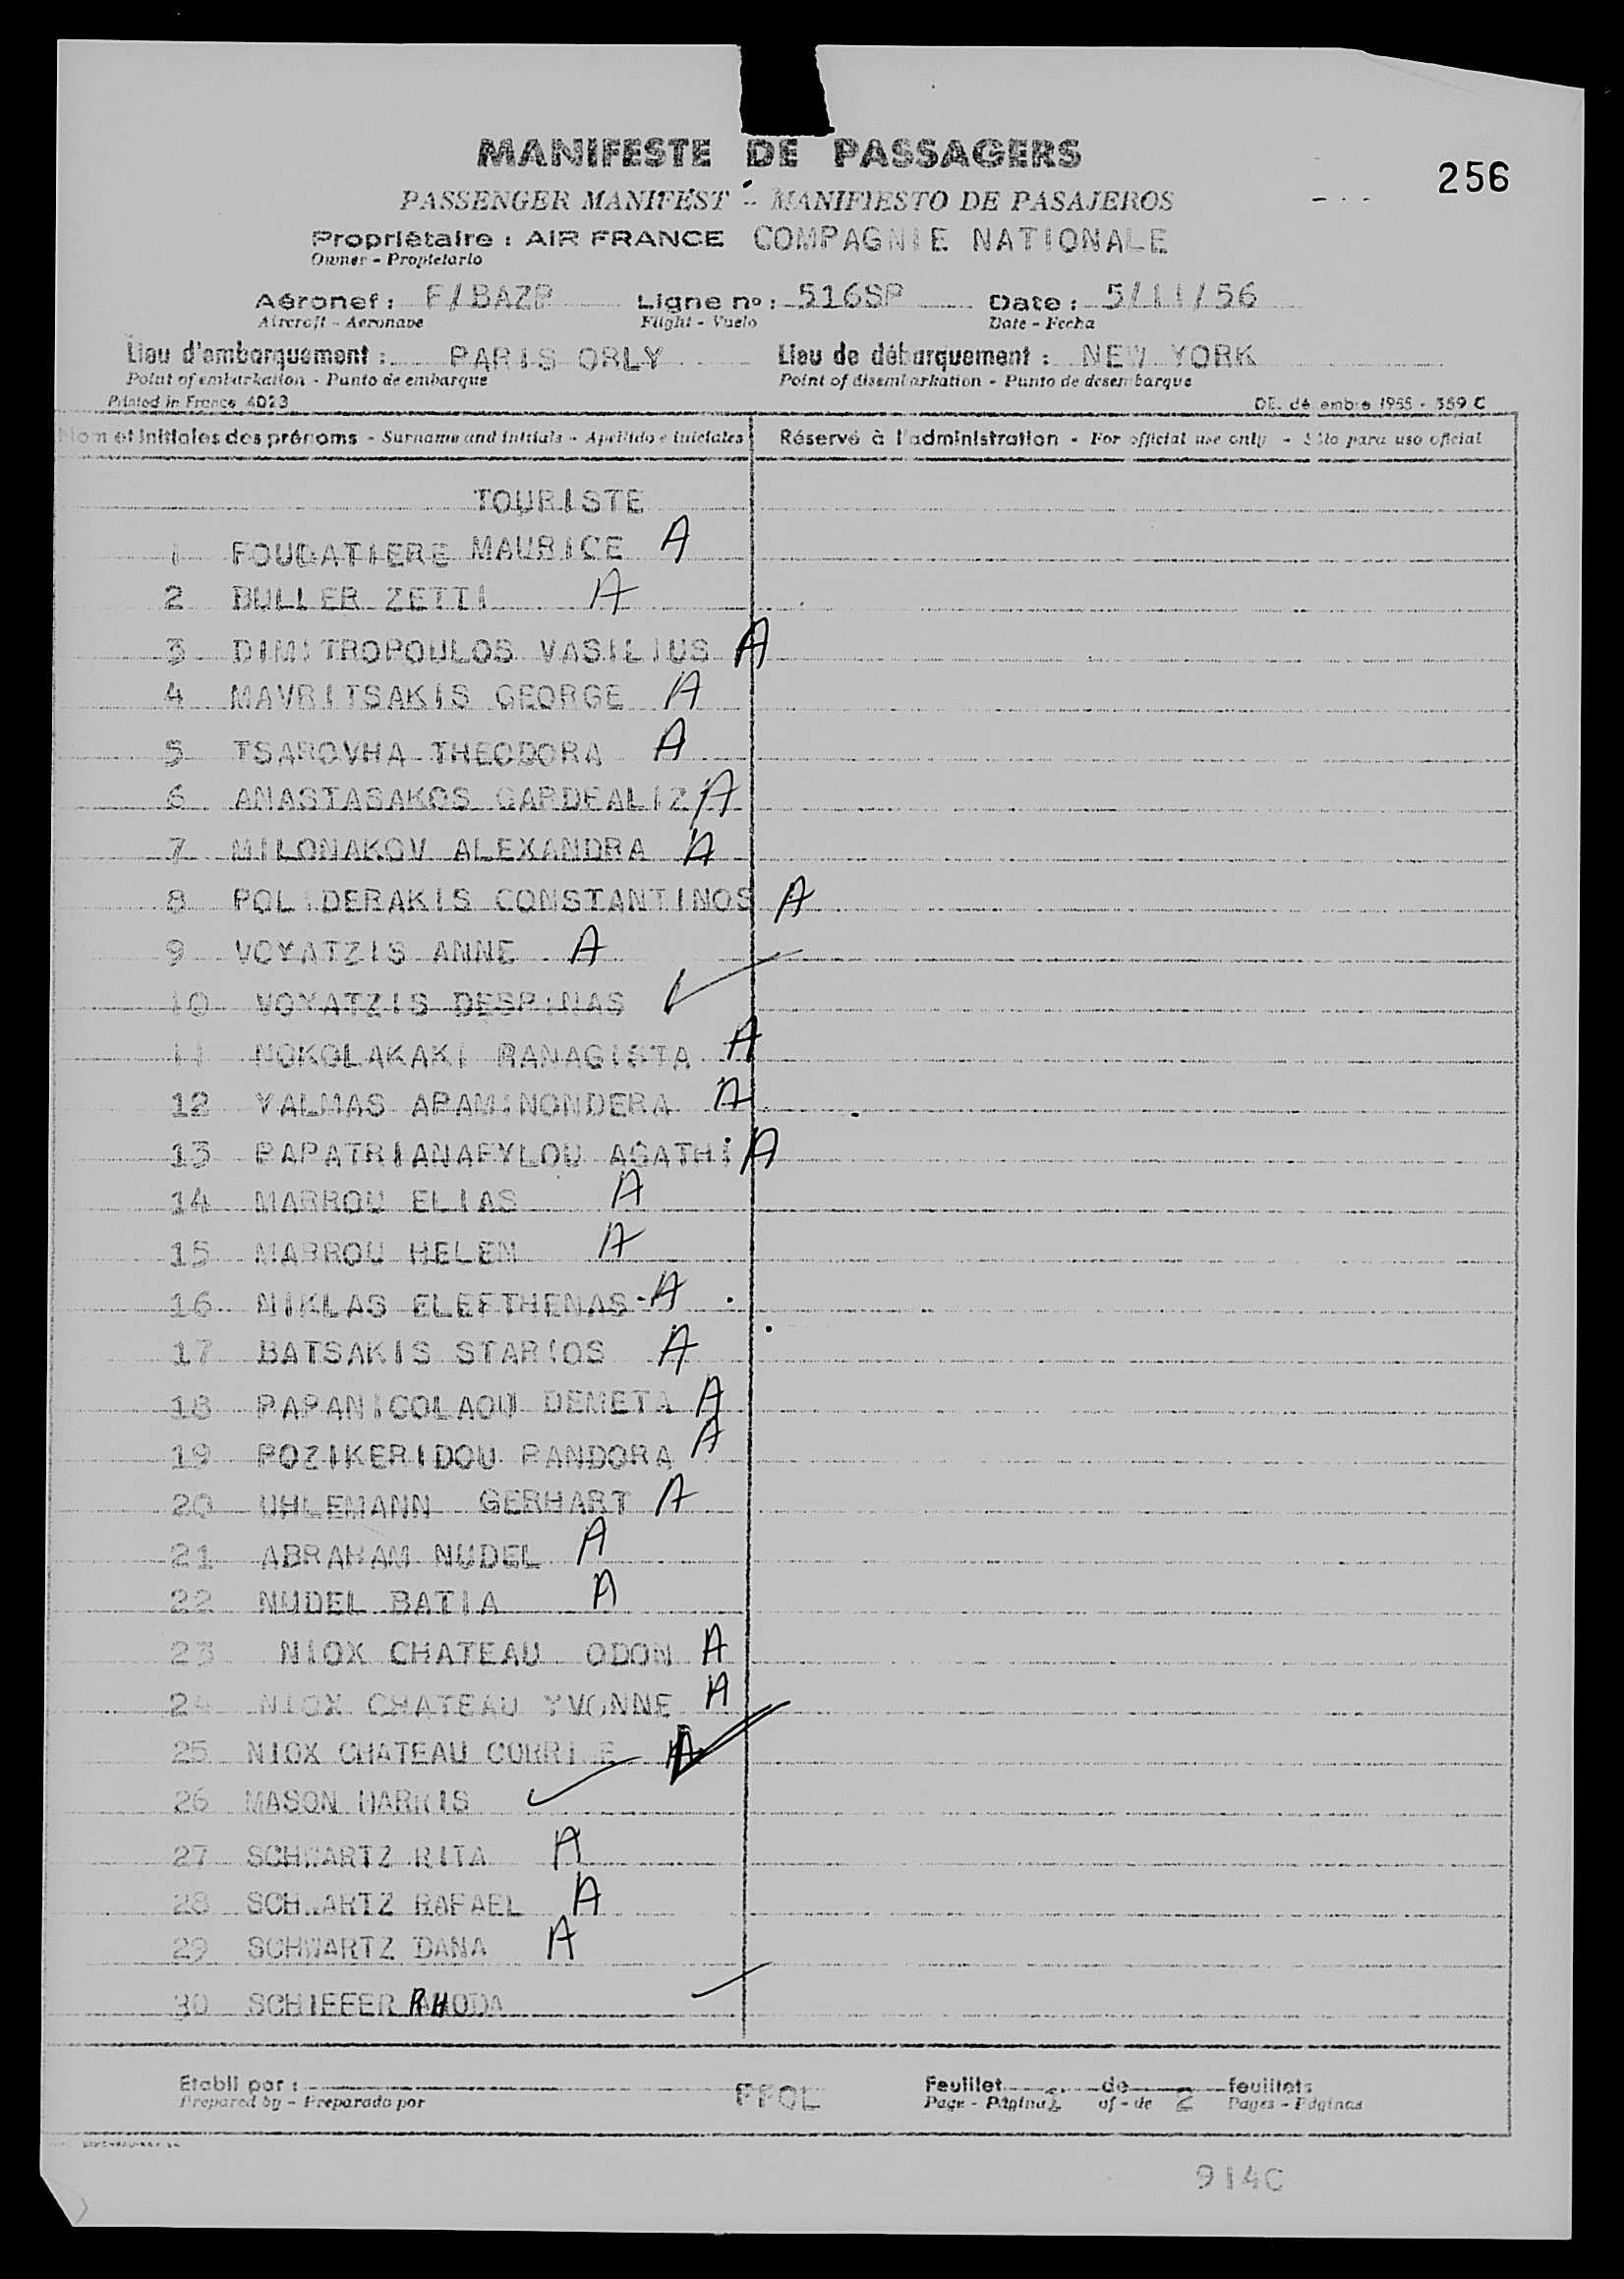 MANIFESTE DE PASSAGERS
256
PASSENGER MANIFEST - MANIFIESTO DE PASAJEROS
Propriétaire : AIR FRANCE COMPAGNIE NATIONALE
Owner - Propietario
Aéronef : F/BAZP Ligne no : 516SP Date : 5/11/56
Aircraft - Aeronave Flight - Vuelo Date - Fecha
Lieu d'embarquement : PARIS ORLY Lieu de débarquement : NEW YORK
Point of embarkation - Punto de embarque Point of disembarkation - Punto de desembarque
Printed in France 4023 DE. dé embre 1955 - 359 C
Nom et initiales des prénoms - Surname and initials - Apellido e iniciales Réservé à l'administration - For official use only - Sólo para uso oficial
TOURISTE
1 FOUDATIERE MAURICE A
2 BULLER ZETTI A
3 DIMITROPOULOS VASILIUS A
4 MAVRITSAKIS GEORGE A
5 TSAROVHA THEODORA A
6 ANASTASAKOS GARDEALIZ A
7 MILONAKOV ALEXANDRA A
8 POLIDERAKIS CONSTANTINOS A
9 VOYATZIS ANNE A
10 VOYATZIS DESPINAS ✓
11 NOKOLAKAKI PANAGISTA A
12 YALMAS APAMINONDERA A
13 PAPATRIANAFYLOU AGATHI A
14 MARROU ELIAS A
15 MARROU HELEN A
16 NIKLAS ELEFTHENAS A
17 BATSAKIS STARIOS A
18 PAPANICOLAOU DEMETA A
19 POZIKERIDOU PANDORA A
20 UHLEMANN GERHART A
21 ABRAHAM NUDEL A
22 NUDEL BATIA A
23 NIOX CHATEAU ODON A
24 NIOX CHATEAU YVONNE A
25 NIOX CHATEAU A ✓
26 MASON HARRIS ✓
27 SCHWARTZ RITA A
28 SCHWARTZ RAFAEL A
29 SCHWARTZ DANA A
30 SCHIEFER RHODA ✓
Etabli par : PFOL Feuillet de 2 feuillets
Prepared by - Preparado por Page - Página of - de Pages - Páginas
914C